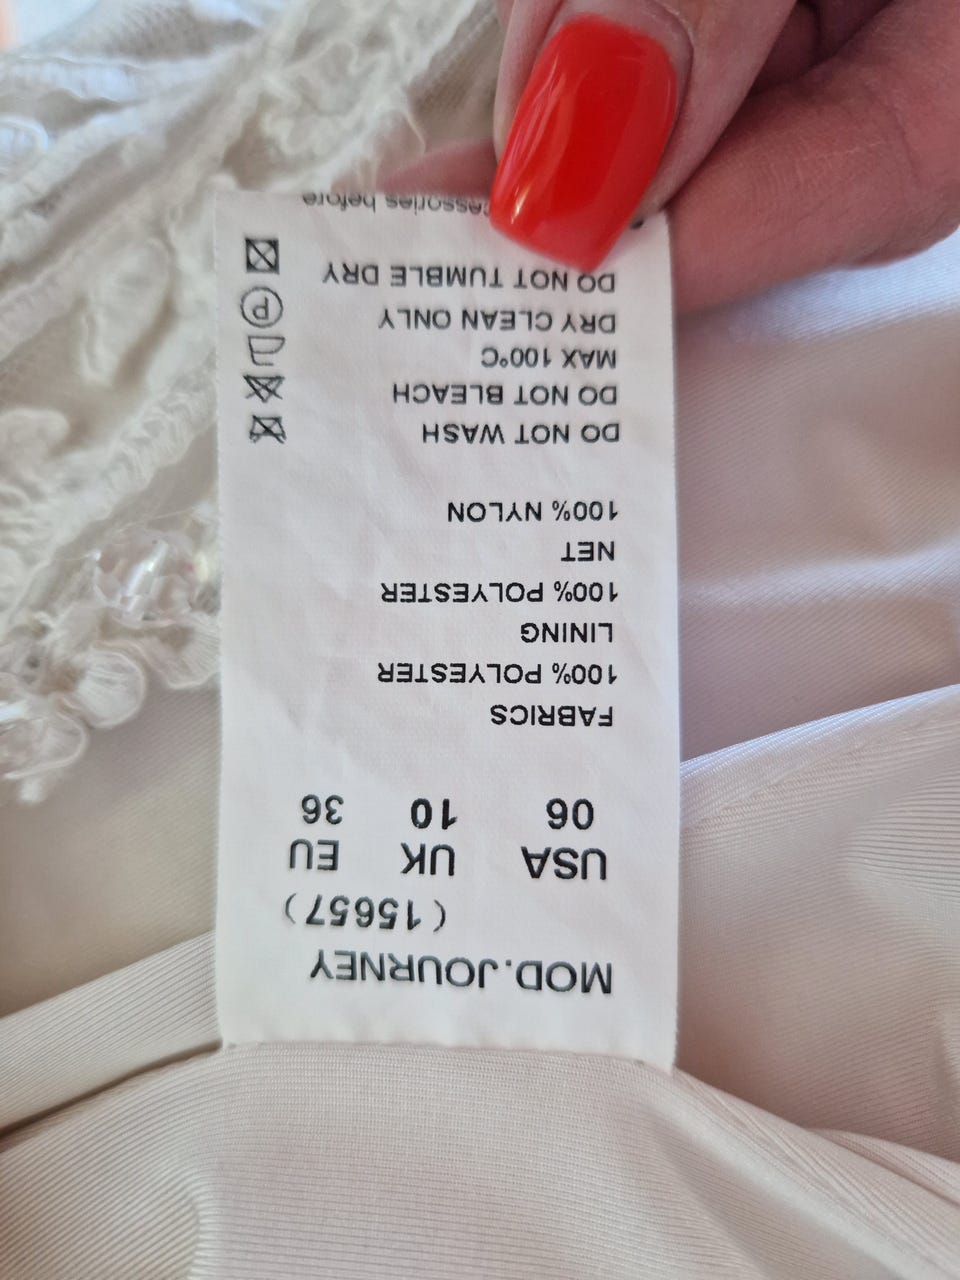 MOD.JOURNEY
(15657)
USA UK EU
06 10 36
FABRICS
100% POLYESTER
LINING
100% POLYESTER
NET
100% NYLON
DO NOT WASH
DO NOT BLEACH
MAX 100°C
DRY CLEAN ONLY
P
DO NOT TUMBLE DRY
before